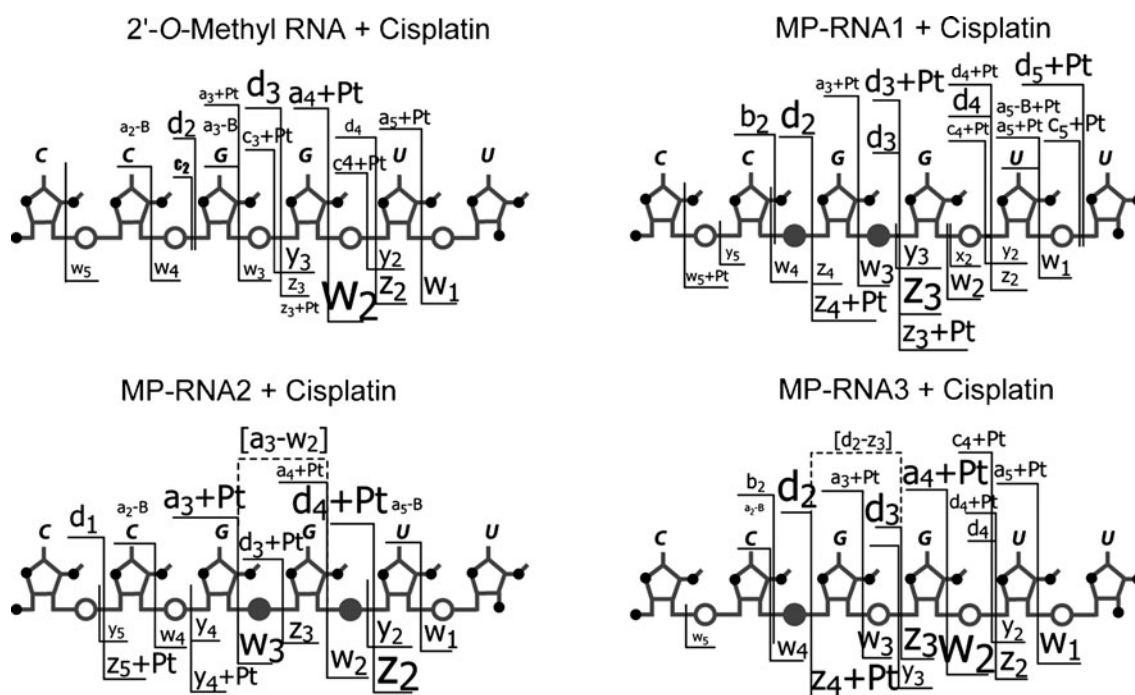 2'-O-Methyl RNA + Cisplatin
a3+Pt d3 a4+Pt
a2-B d2 a3-B c3+Pt d4 a5+Pt
c2 c4+Pt
C C G G U U
w5 w4 w3 y3 y2
z3 z2 w1
z3+Pt w2
MP-RNA1 + Cisplatin
a3+Pt d3+Pt d4+Pt d5+Pt
b2 d2 d4 a5-B+Pt
d3 c4+Pt a5+Pt c5+Pt
C C G G U U
y5 w4 z4 w3 y3 x2 y2 w1
w5+Pt z4+Pt z3 w2 z2
z3+Pt
MP-RNA2 + Cisplatin
[a3-w2]
a4+Pt
d1 a2-B a3+Pt d4+Pt a5-B
d3+Pt
C C G G U U
y5 w4 y4 w3 z3 y2 w1
z5+Pt y4+Pt w2 z2
MP-RNA3 + Cisplatin
[d2-z3] c4+Pt
b2 d2 a3+Pt a4+Pt a5+Pt
a2-B d3 d4+Pt
d4
C C G G U U
w5 w4 w3 z3 w2 y2 w1
z4+Pt y3 z2